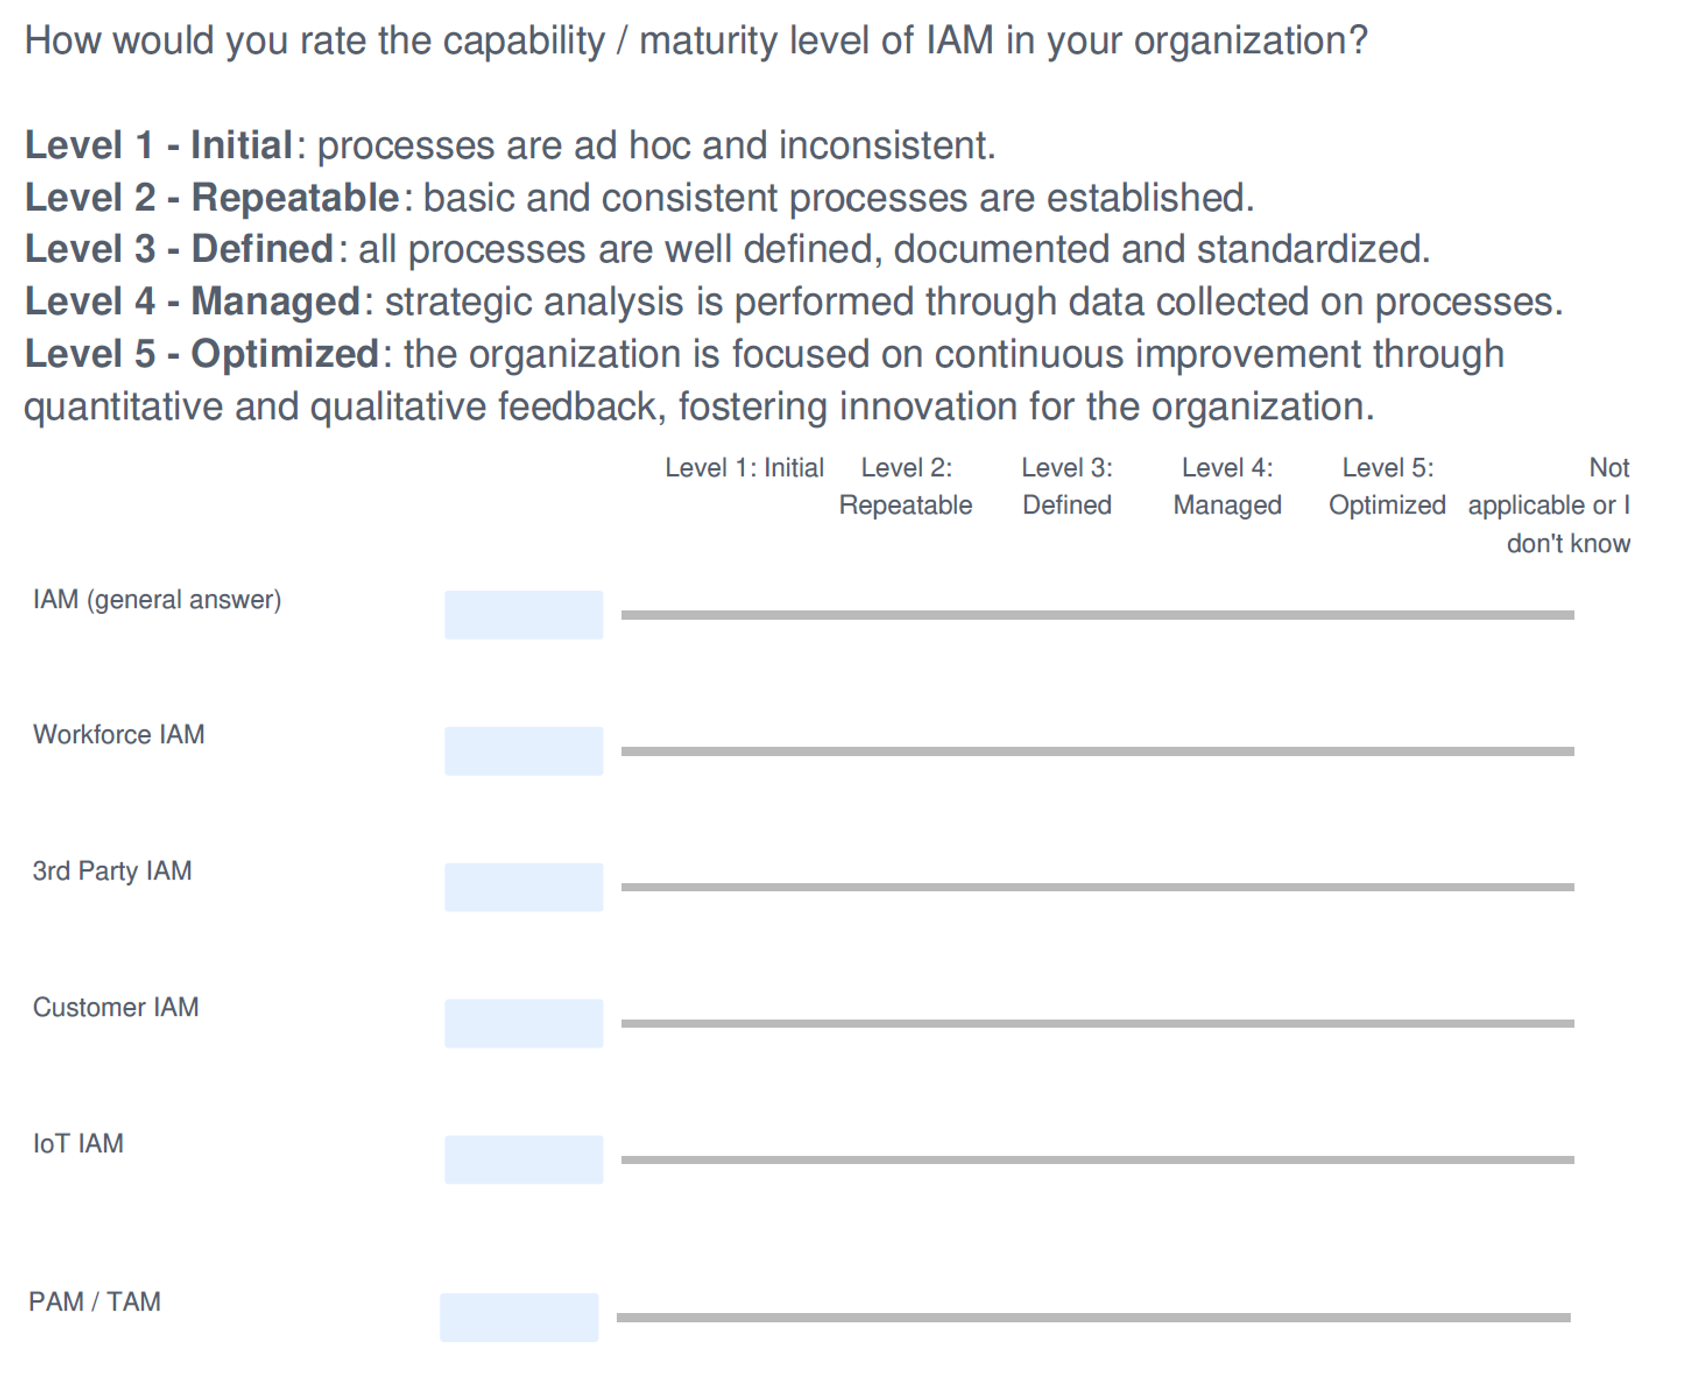 How would you rate the capability / maturity level of IAM in your organization?
Level 1 - Initial: processes are ad hoc and inconsistent.
Level 2 - Repeatable: basic and consistent processes are established.
Level 3 - Defined: all processes are well defined, documented and standardized.
Level 4 - Managed: strategic analysis is performed through data collected on processes.
Level 5 - Optimized: the organization is focused on continuous improvement through
quantitative and qualitative feedback, fostering innovation for the organization.
Level 1: Initial Level 2: Level 3: Level 4: Level 5: Not
Repeatable Defined Managed Optimized applicable or I
don't know
IAM (general answer)
Workforce IAM
3rd Party IAM
Customer IAM
IoT IAM
PAM / TAM